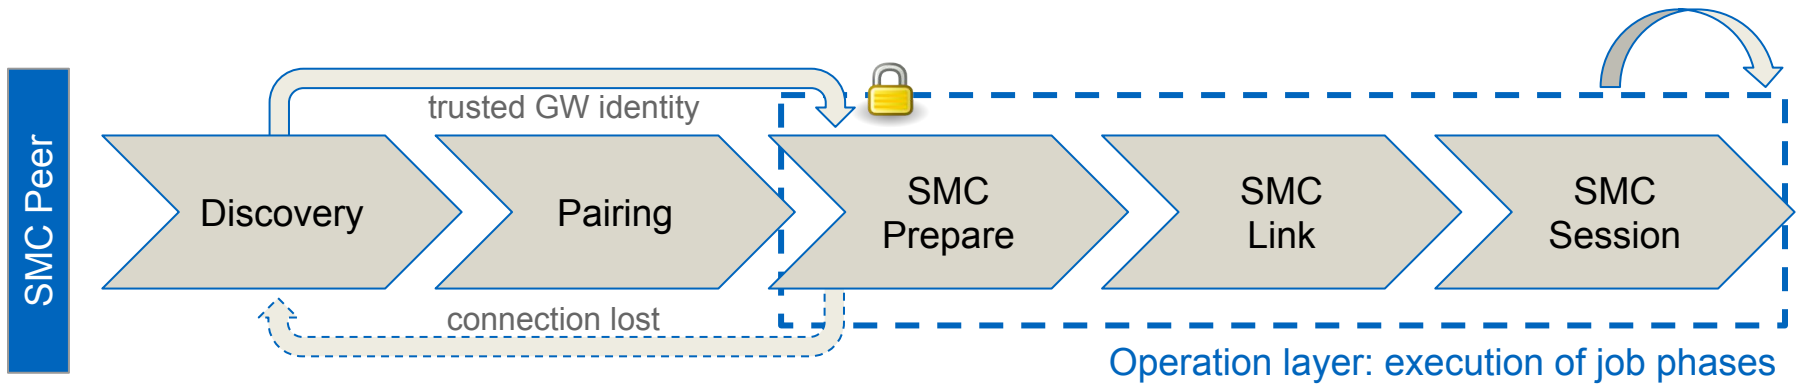 SMC Peer
trusted GW identity
Discovery
Pairing
SMC
Prepare
SMC
Link
SMC
Session
connection lost
Operation layer: execution of job phases